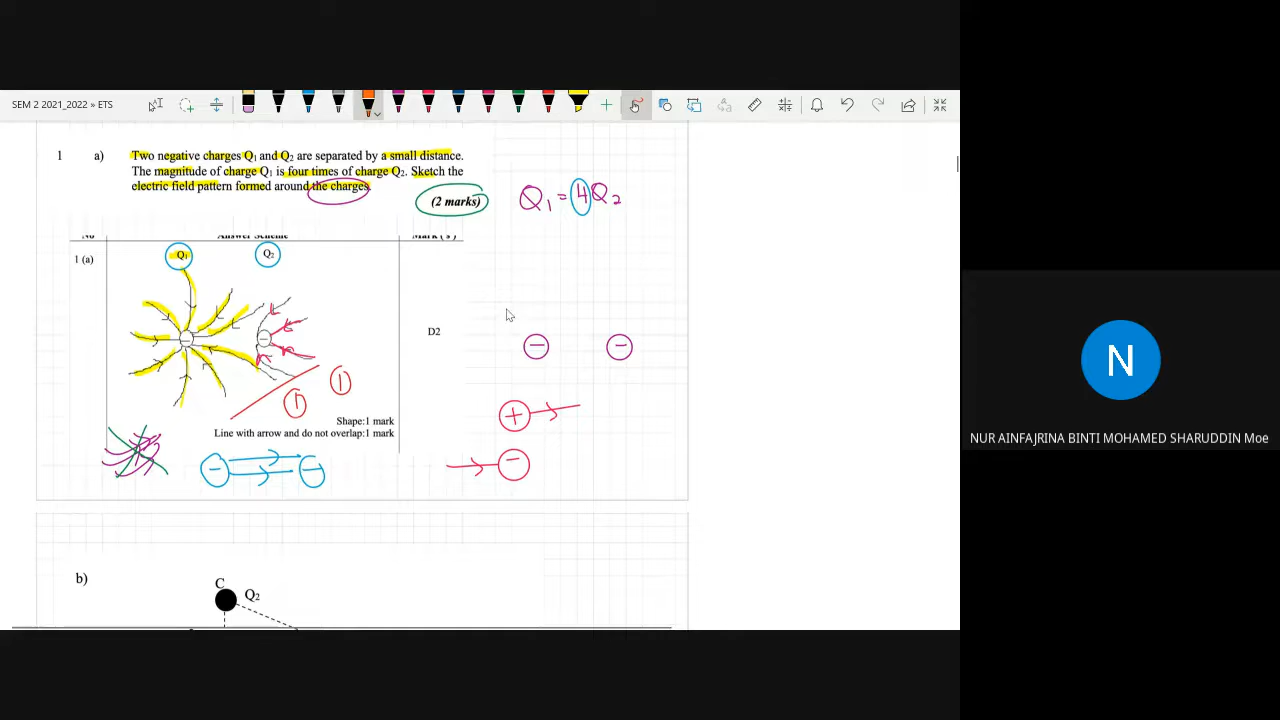 SEM 2 2021_2022 » ETS
1 a) Two negative charges Q1 and Q2 are separated by a small distance.
The magnitude of charge Q1 is four times of charge Q2. Sketch the
electric field pattern formed around the charges.
(2 marks)
Q1 = 4Q2
No Answer Scheme Mark ( s )
1 (a)
Q1 Q2
− −
D2
− −
1
1
+
Shape:1 mark
Line with arrow and do not overlap:1 mark
− −
−
b)
C
Q2
N
NUR AINFAJRINA BINTI MOHAMED SHARUDDIN Moe